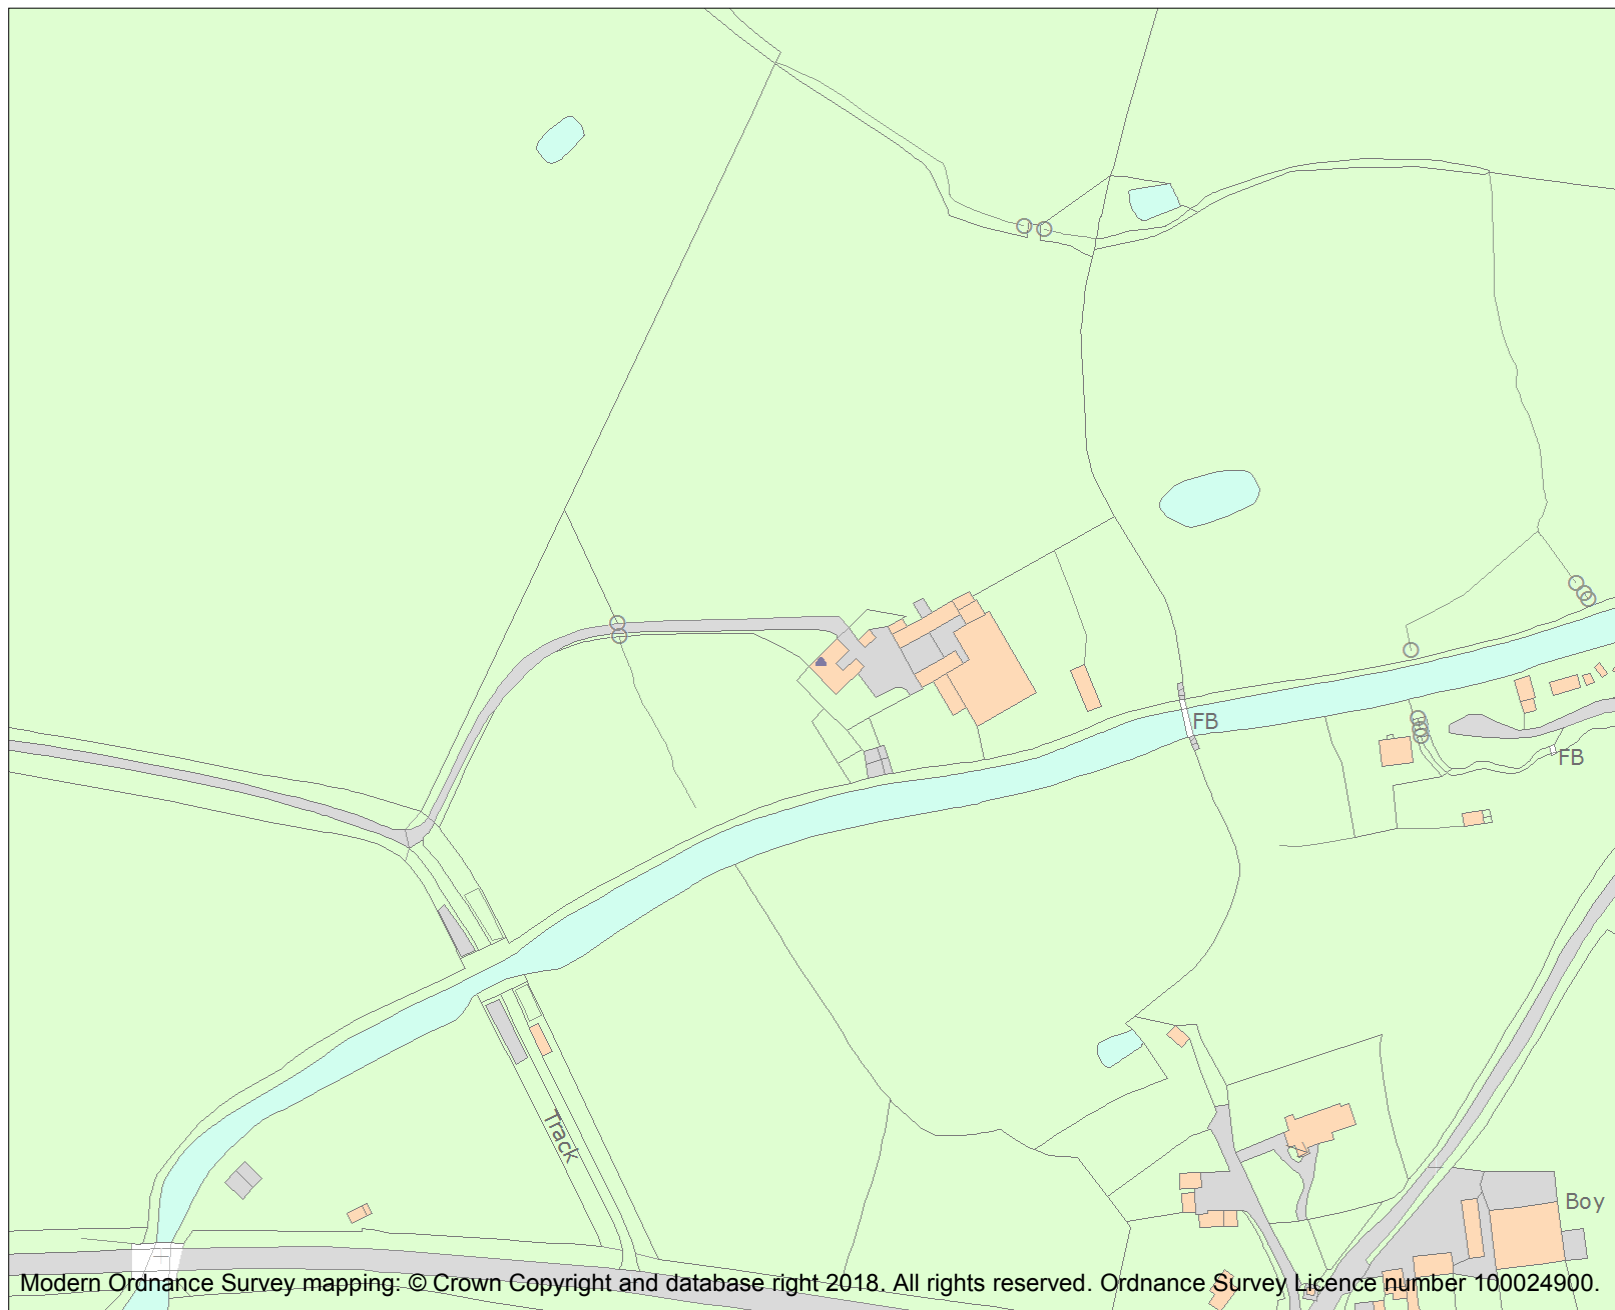 FB
FB
Track
Boy
Modern Ordnance Survey mapping: © Crown Copyright and database right 2018. All rights reserved. Ordnance Survey Licence number 100024900.